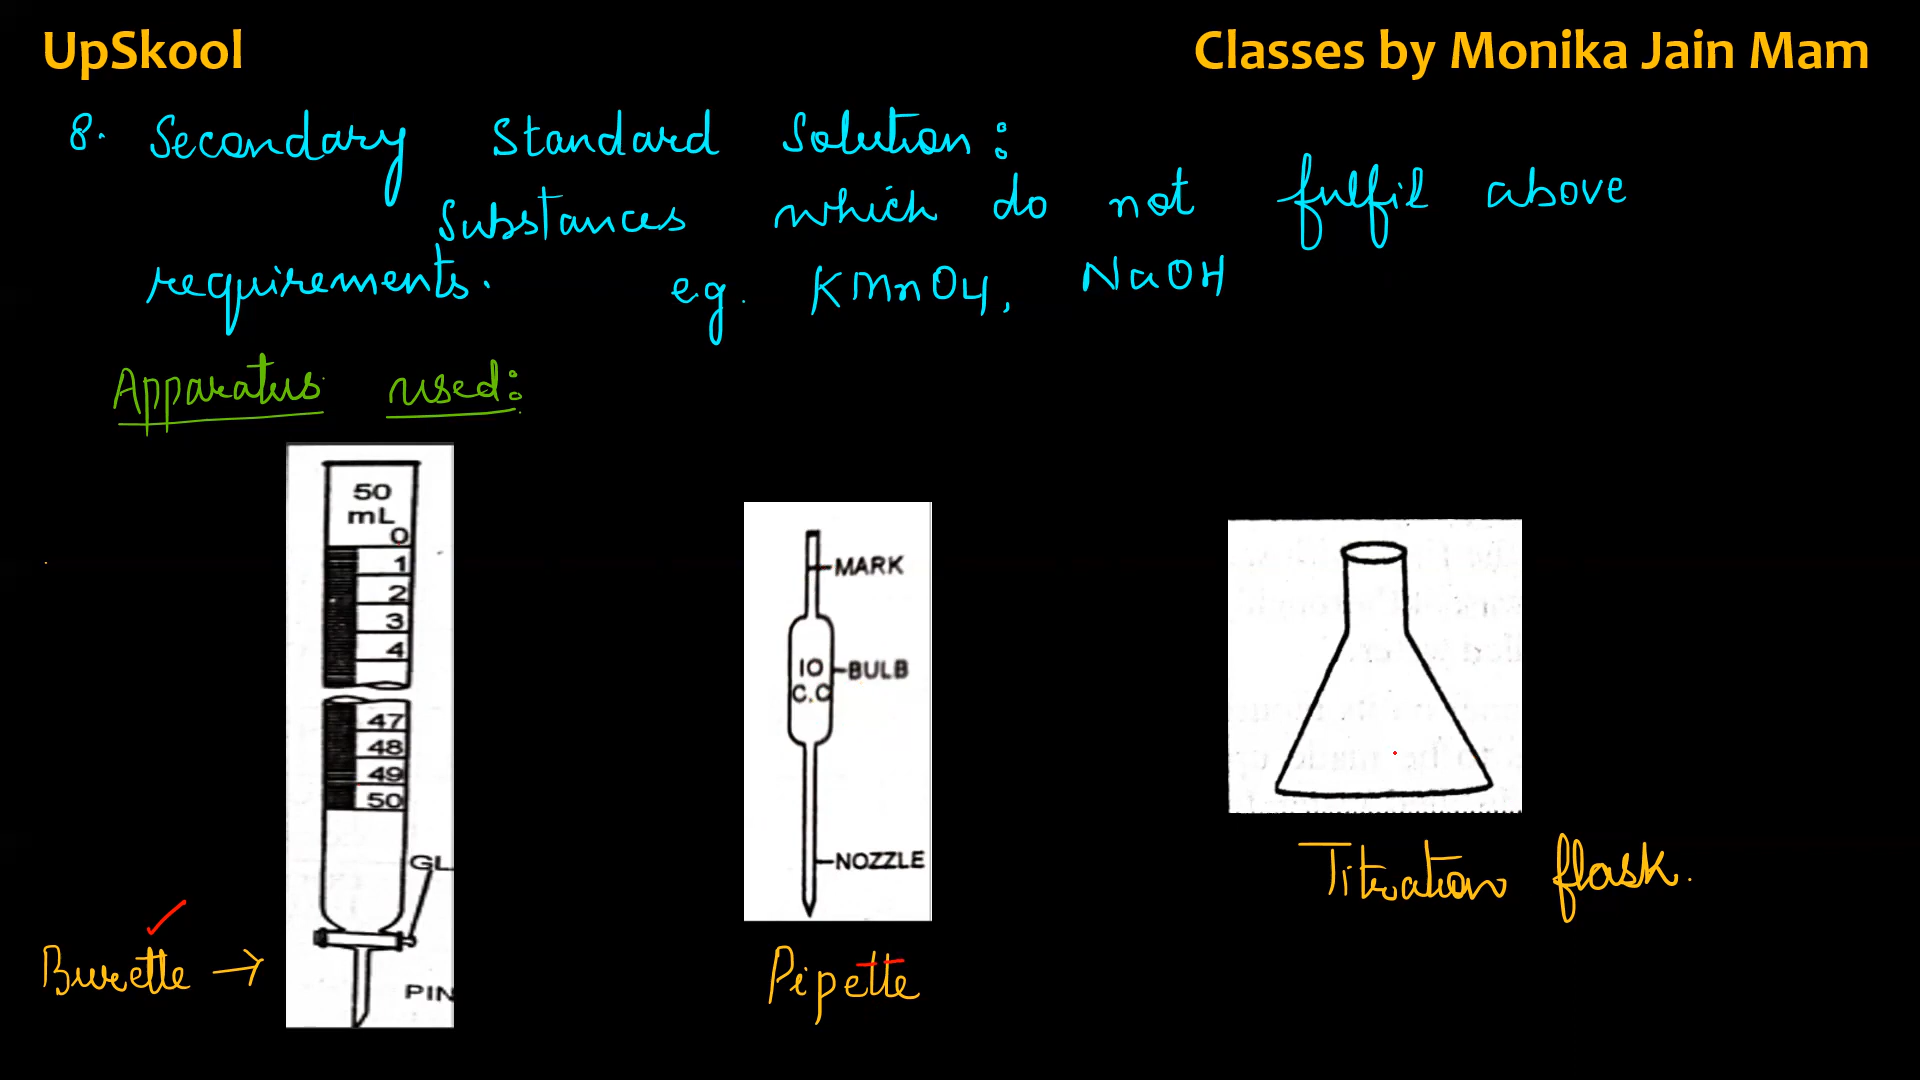 UpSkool
Classes by Monika Jain Mam
8. Secondary Standard Solution:
Substances which do not fulfil above
requirements. e.g. KMnO4, NaOH
Apparatus used:
50
mL
0
1
2
3
4
47
48
49
50
GL
PIN
Burette →
MARK
10
C.C
BULB
NOZZLE
Pipette
Titration flask.